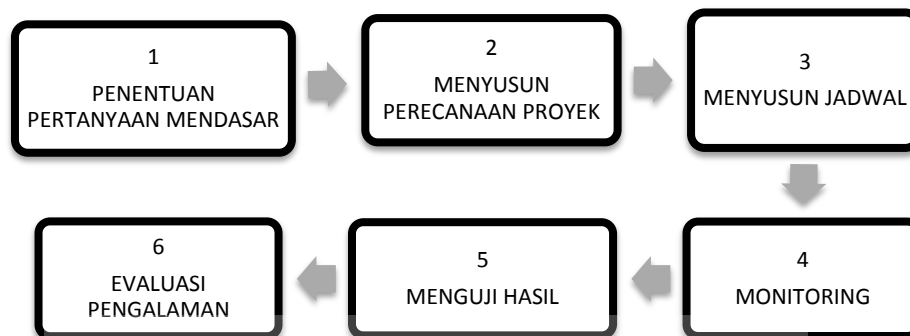 1
PENENTUAN
PERTANYAAN MENDASAR
2
MENYUSUN
PERECANAAN PROYEK
3
MENYUSUN JADWAL
4
MONITORING
5
MENGUJI HASIL
6
EVALUASI
PENGALAMAN